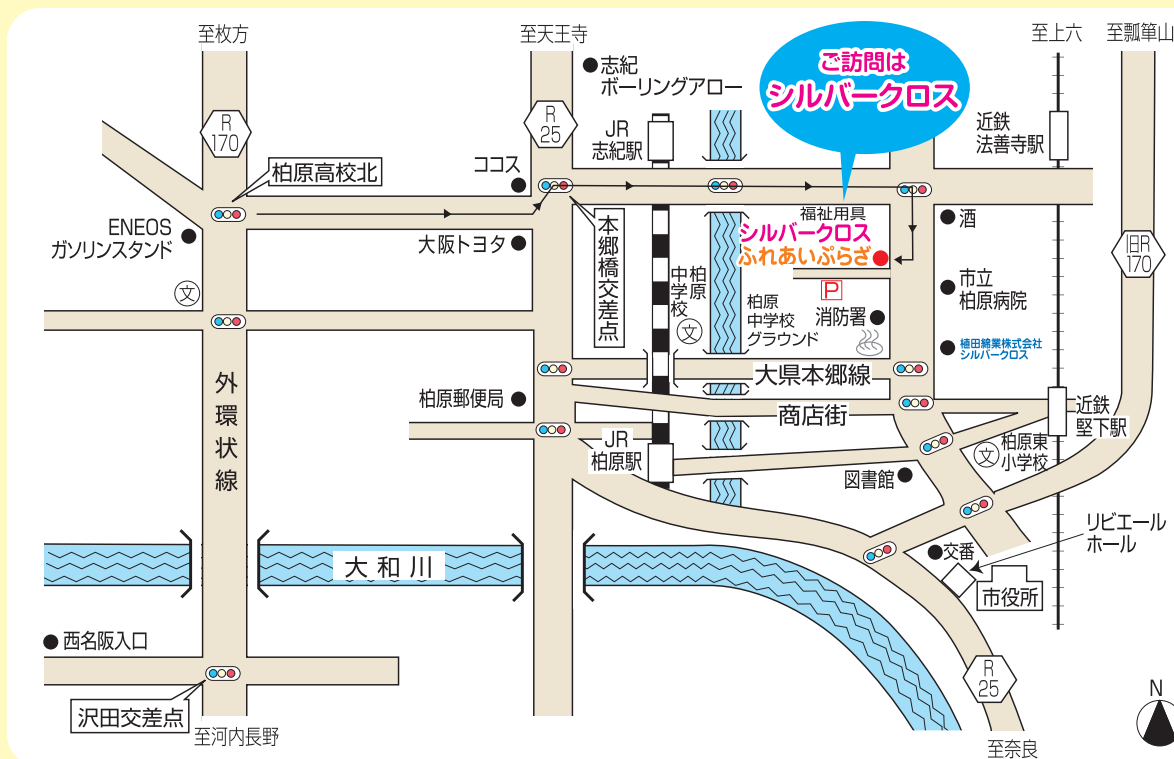 至枚方
至天王寺
至上六
至瓢箪山
志紀
ボーリングアロー
ご訪問は
シルバークロス
R
170
R
25
JR
志紀駅
近鉄
法善寺駅
柏原高校北
ココス
ENEOS
ガソリンスタンド
大阪トヨタ
本郷橋交差点
福祉用具
シルバークロス
ふれあいぷらざ
酒
旧R
170
文
柏原
中学校
文
P
柏原
中学校
グラウンド
消防署
市立
柏原病院
植田綿業株式会社
シルバークロス
外環状線
大県本郷線
柏原郵便局
商店街
近鉄
堅下駅
JR
柏原駅
文
柏原東
小学校
図書館
リビエール
ホール
交番
市役所
大和川
西名阪入口
沢田交差点
R
25
N
至河内長野
至奈良